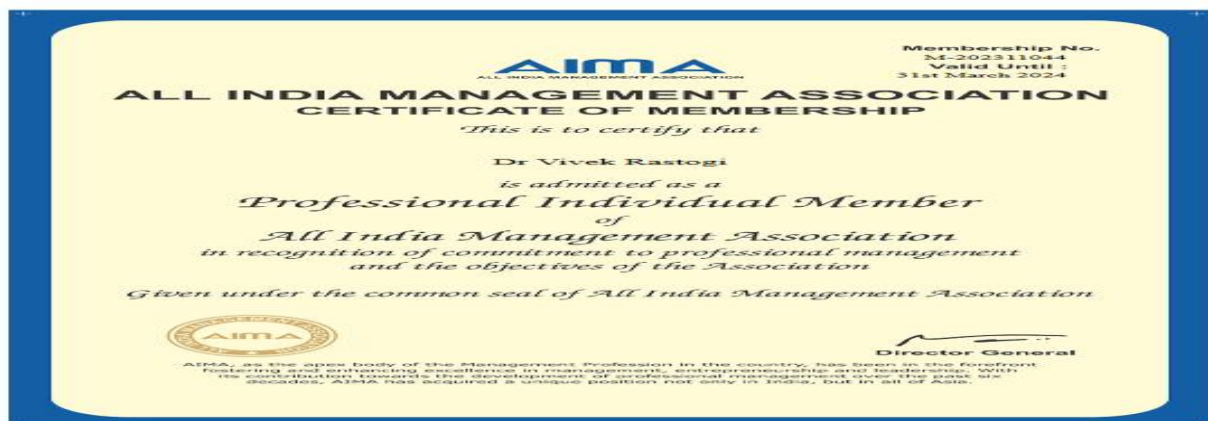 Membership No.
M-202311044
Valid Until :
31st March 2024
AIMA
ALL INDIA MANAGEMENT ASSOCIATION
ALL INDIA MANAGEMENT ASSOCIATION
CERTIFICATE OF MEMBERSHIP
This is to certify that
Dr Vivek Rastogi
is admitted as a
Professional Individual Member
of
All India Management Association
in recognition of commitment to professional management
and the objectives of the Association
Given under the common seal of All India Management Association
AIMA
Director General
AIMA, as the apex body of the Management Profession in the country, has been in the forefront
fostering and enhancing excellence in management, entrepreneurship and leadership. With
its contribution towards the development of professional management over the past six
decades, AIMA has acquired a unique position not only in India, but in all of Asia.